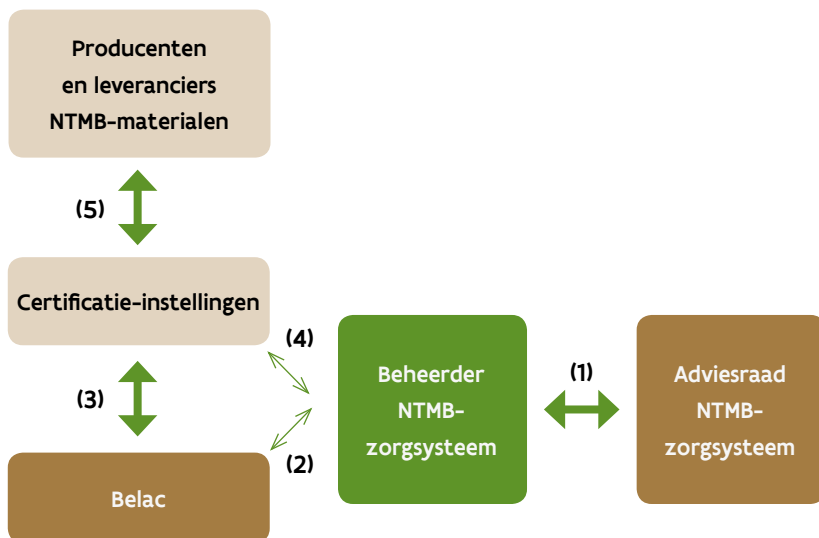 Producenten
en leveranciers
NTMB-materialen
(5)
Certificatie-instellingen
(4)
(3)
(2)
Belac
Beheerder
NTMB-
zorgsysteem
(1)
Adviesraad
NTMB-
zorgsysteem